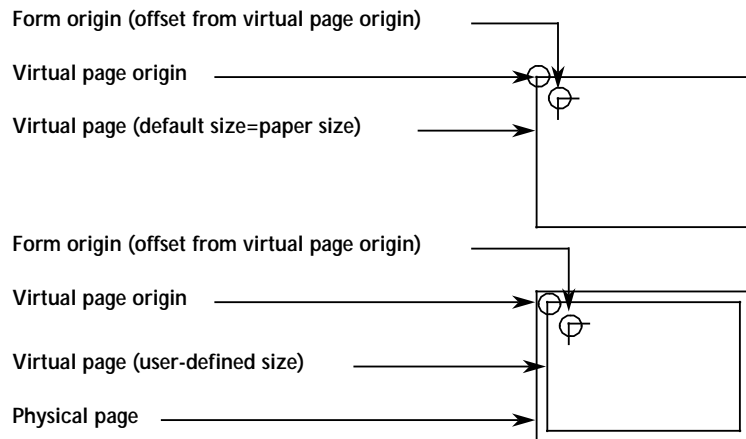 Form origin (offset from virtual page origin)
Virtual page origin
Virtual page (default size=paper size)
Form origin (offset from virtual page origin)
Virtual page origin
Virtual page (user-defined size)
Physical page